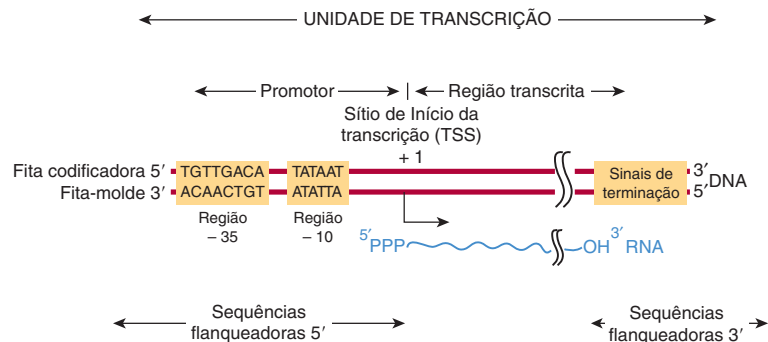 UNIDADE DE TRANSCRIÇÃO
Promotor
Região transcrita
Sítio de Início da
transcrição (TSS)
+ 1
Fita codificadora 5′ TGTTGACA TATAAT 3′
Fita-molde 3′ ACAACTGT ATATTA 5′
DNA
Sinais de
terminação
Região
– 35
Região
– 10
5′PPP OH 3′ RNA
Sequências
flanqueadoras 5′
Sequências
flanqueadoras 3′